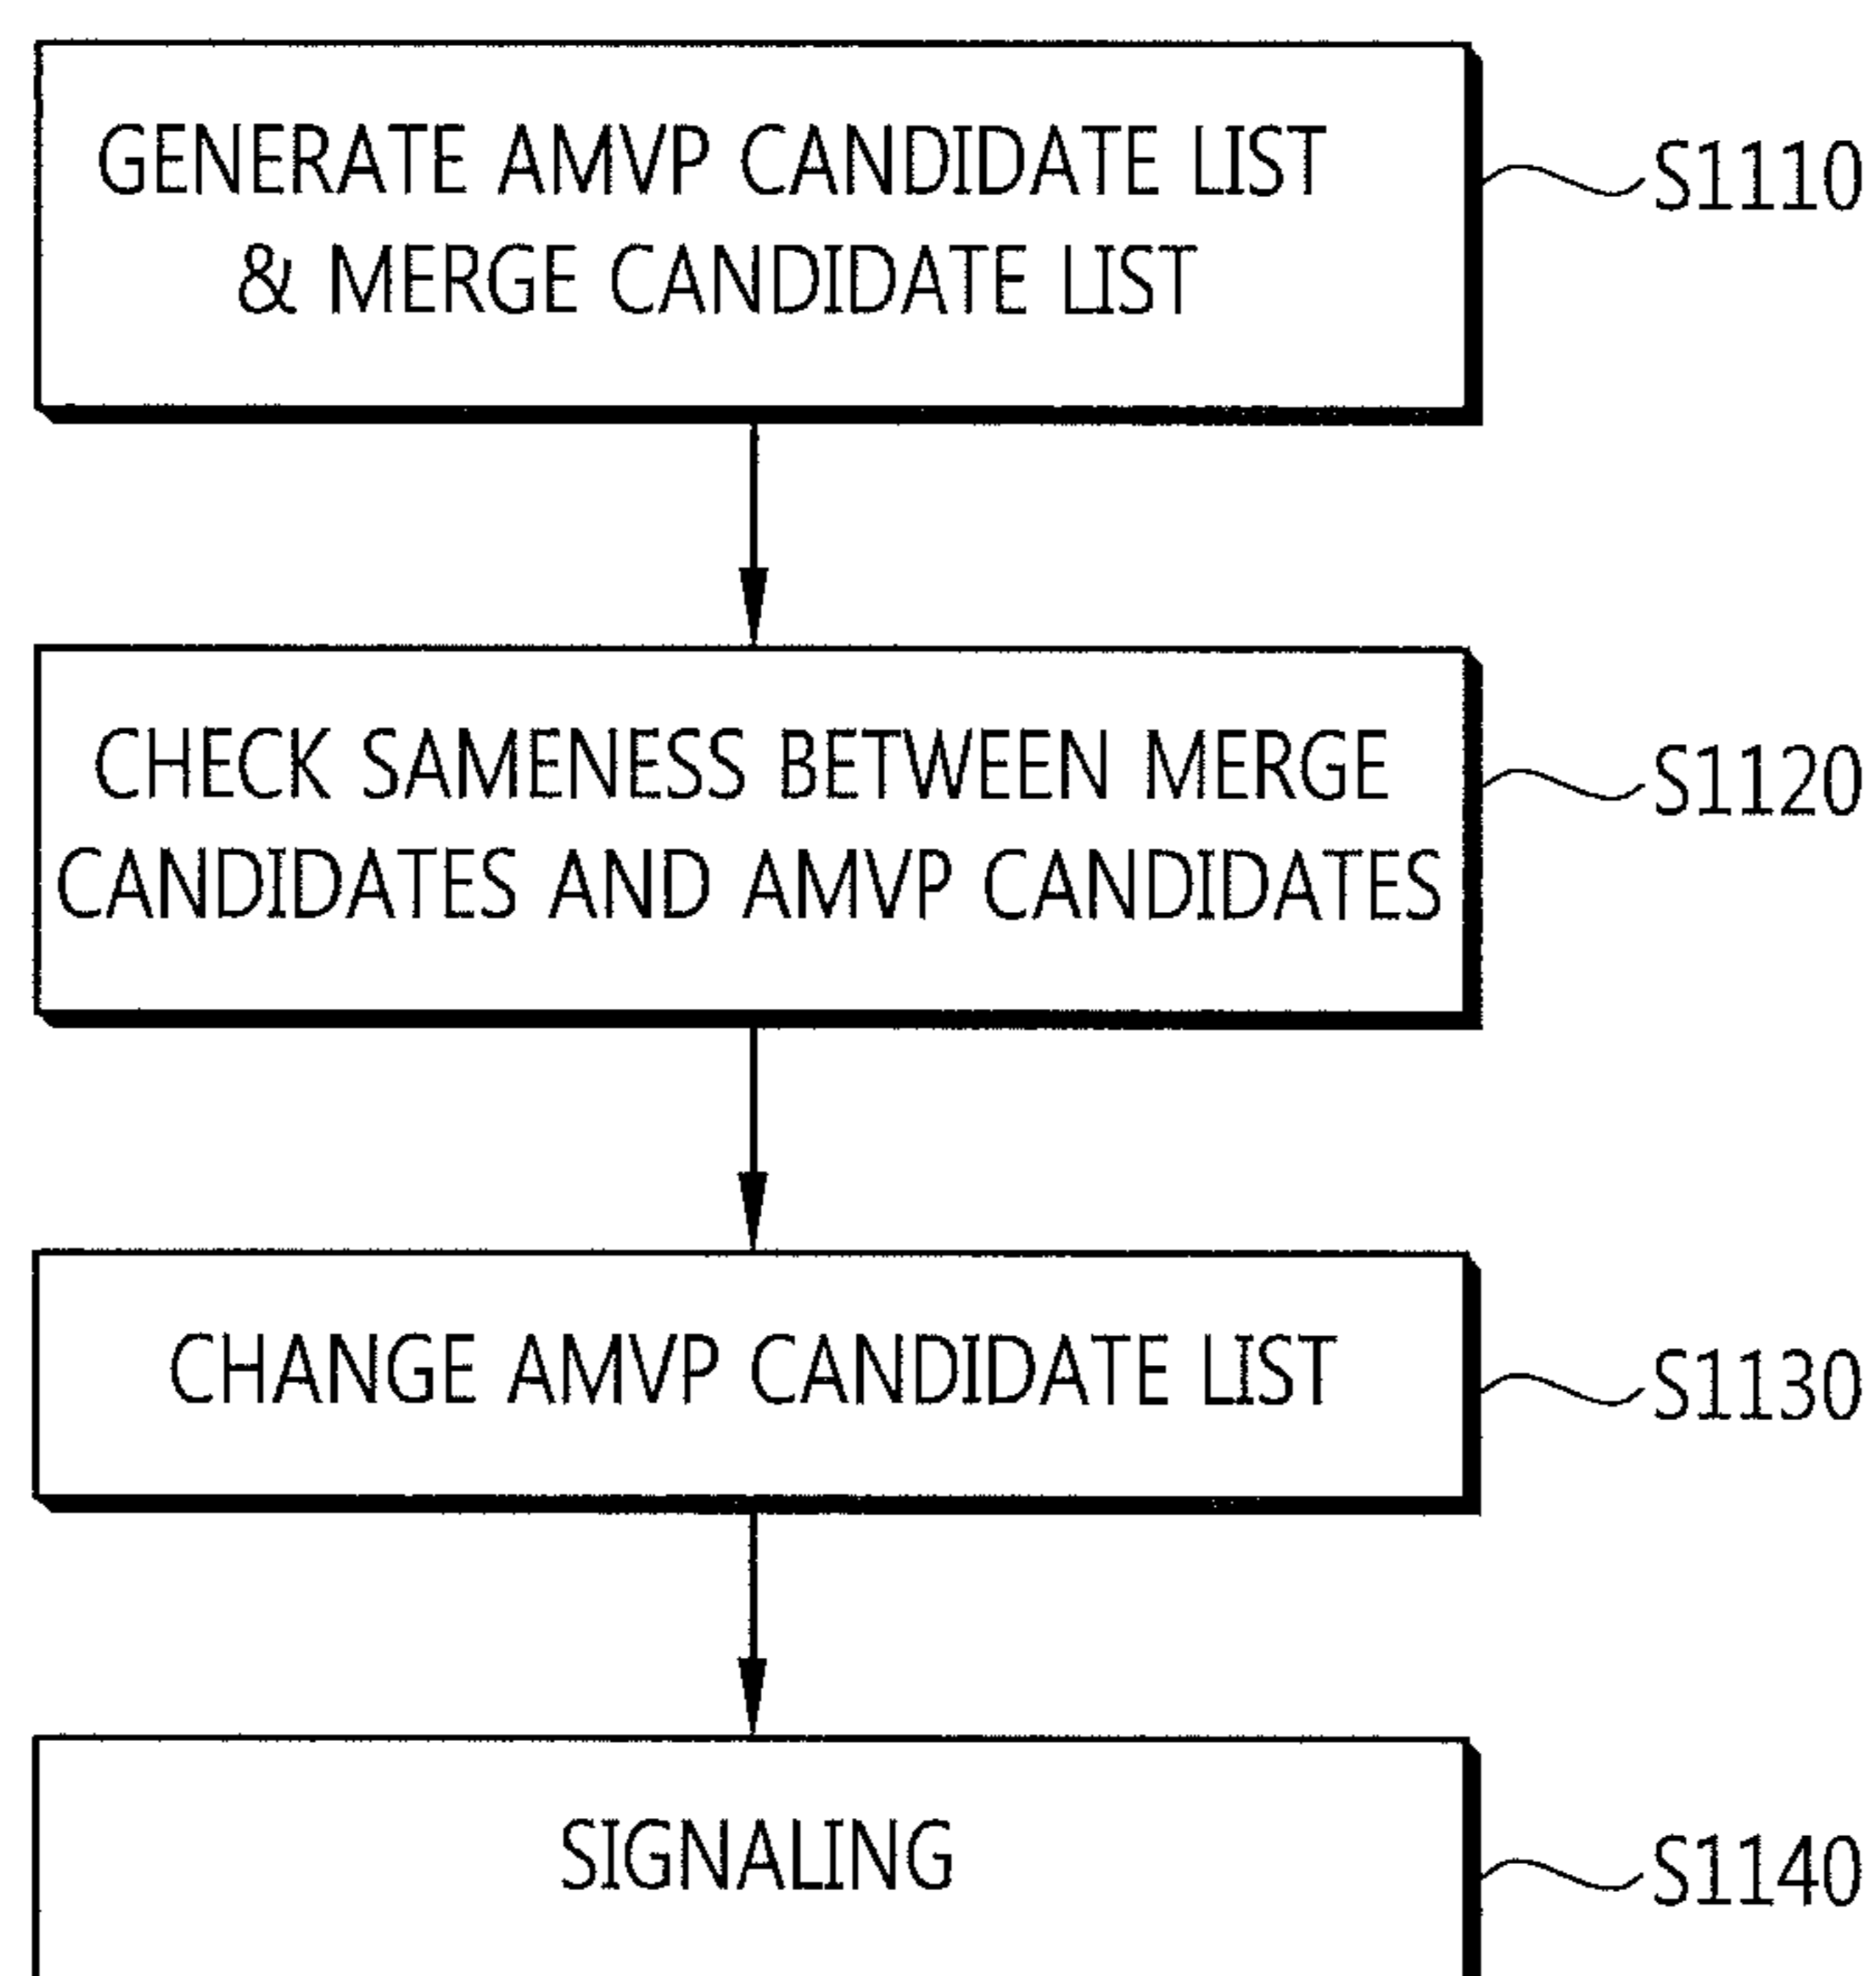 GENERATE AMVP CANDIDATE LIST
& MERGE CANDIDATE LIST
S1110
CHECK SAMENESS BETWEEN MERGE
CANDIDATES AND AMVP CANDIDATES
S1120
CHANGE AMVP CANDIDATE LIST
S1130
SIGNALING
S1140